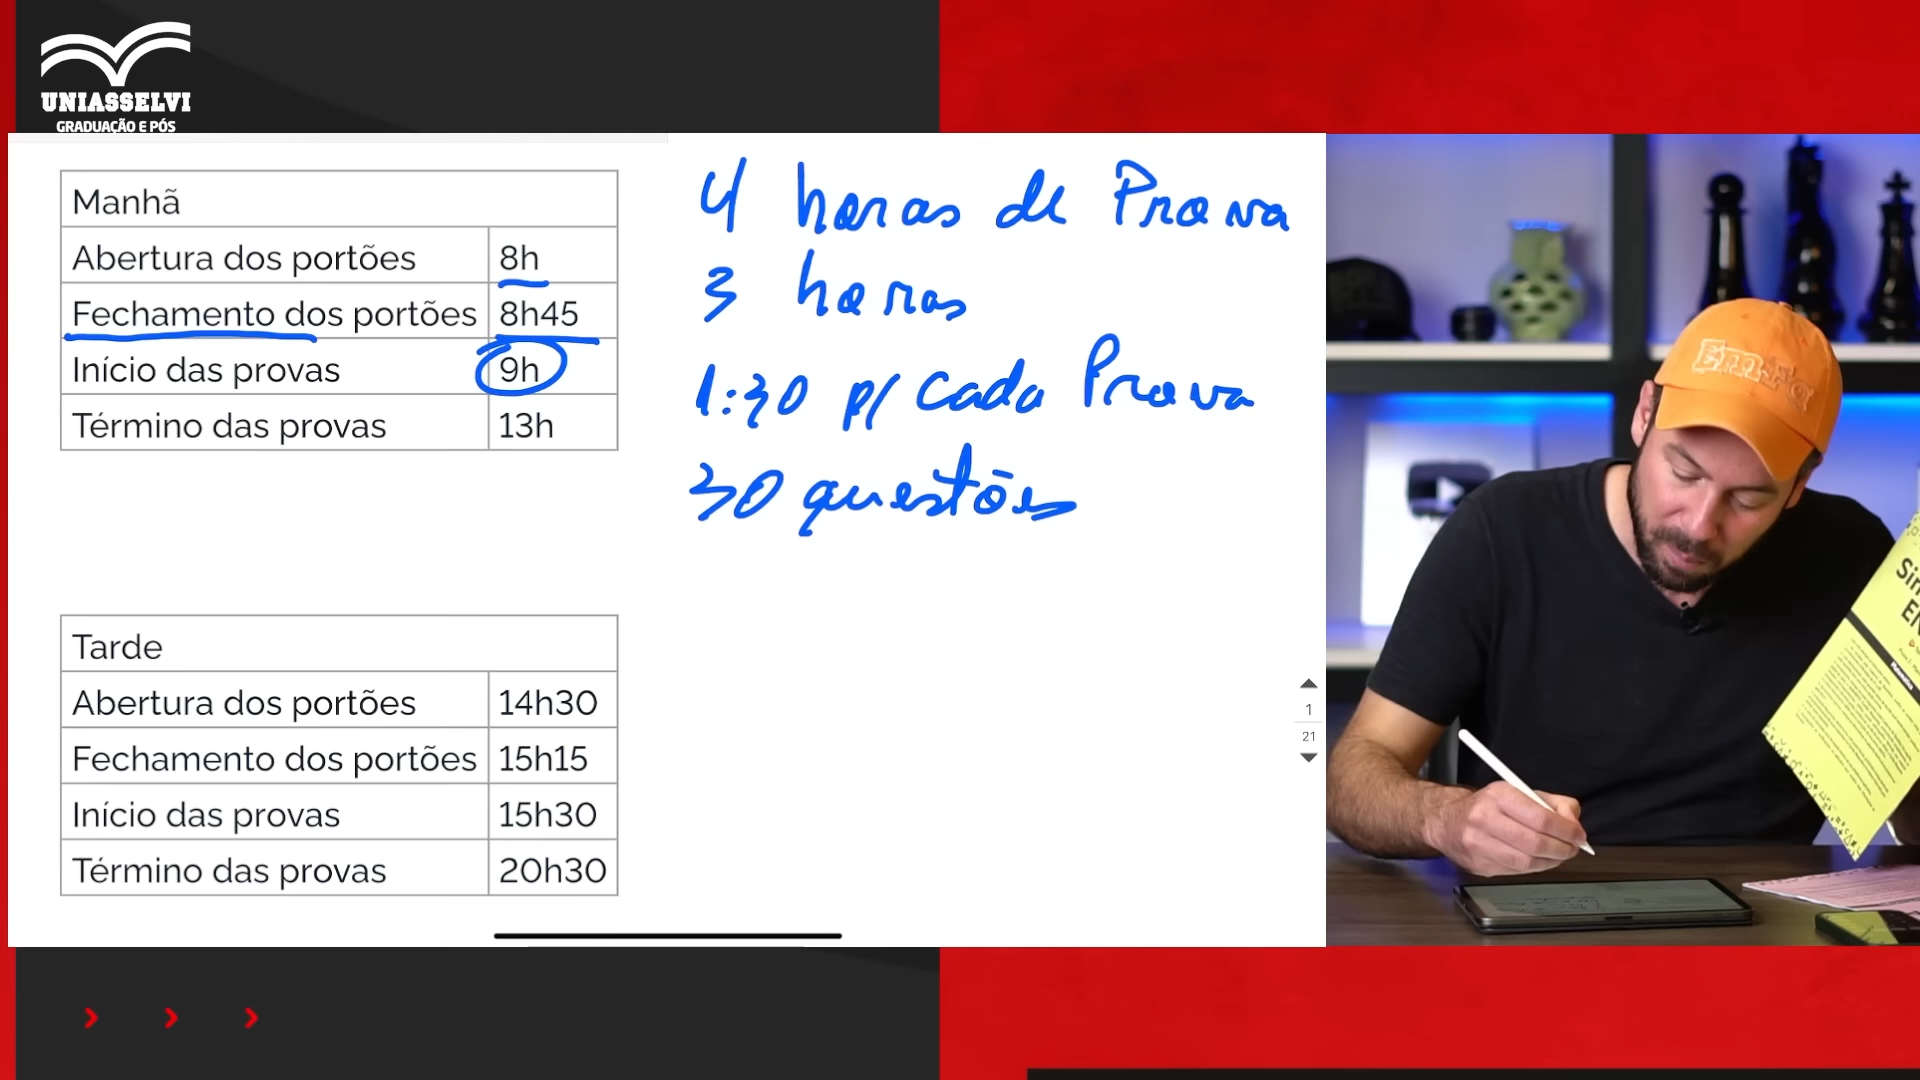 UNIASSELVI
GRADUAÇÃO E PÓS
Manhã
Abertura dos portões 8h
Fechamento dos portões 8h45
Início das provas 9h
Término das provas 13h
4 horas de Prova
3 horas
1:30 p/ cada Prova
30 questões
Tarde
Abertura dos portões 14h30
Fechamento dos portões 15h15
Início das provas 15h30
Término das provas 20h30
1
21